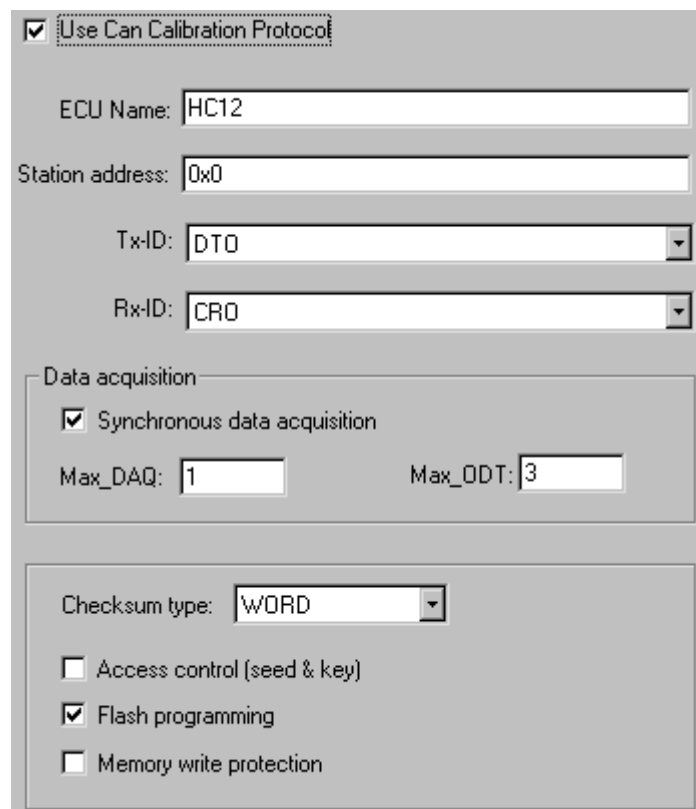 Use Can Calibration Protocol
ECU Name: HC12
Station address: 0x0
Tx-ID: DTO
Rx-ID: CRO
Data acquisition
Synchronous data acquisition
Max_DAQ: 1 Max_ODT: 3
Checksum type: WORD
Access control (seed & key)
Flash programming
Memory write protection